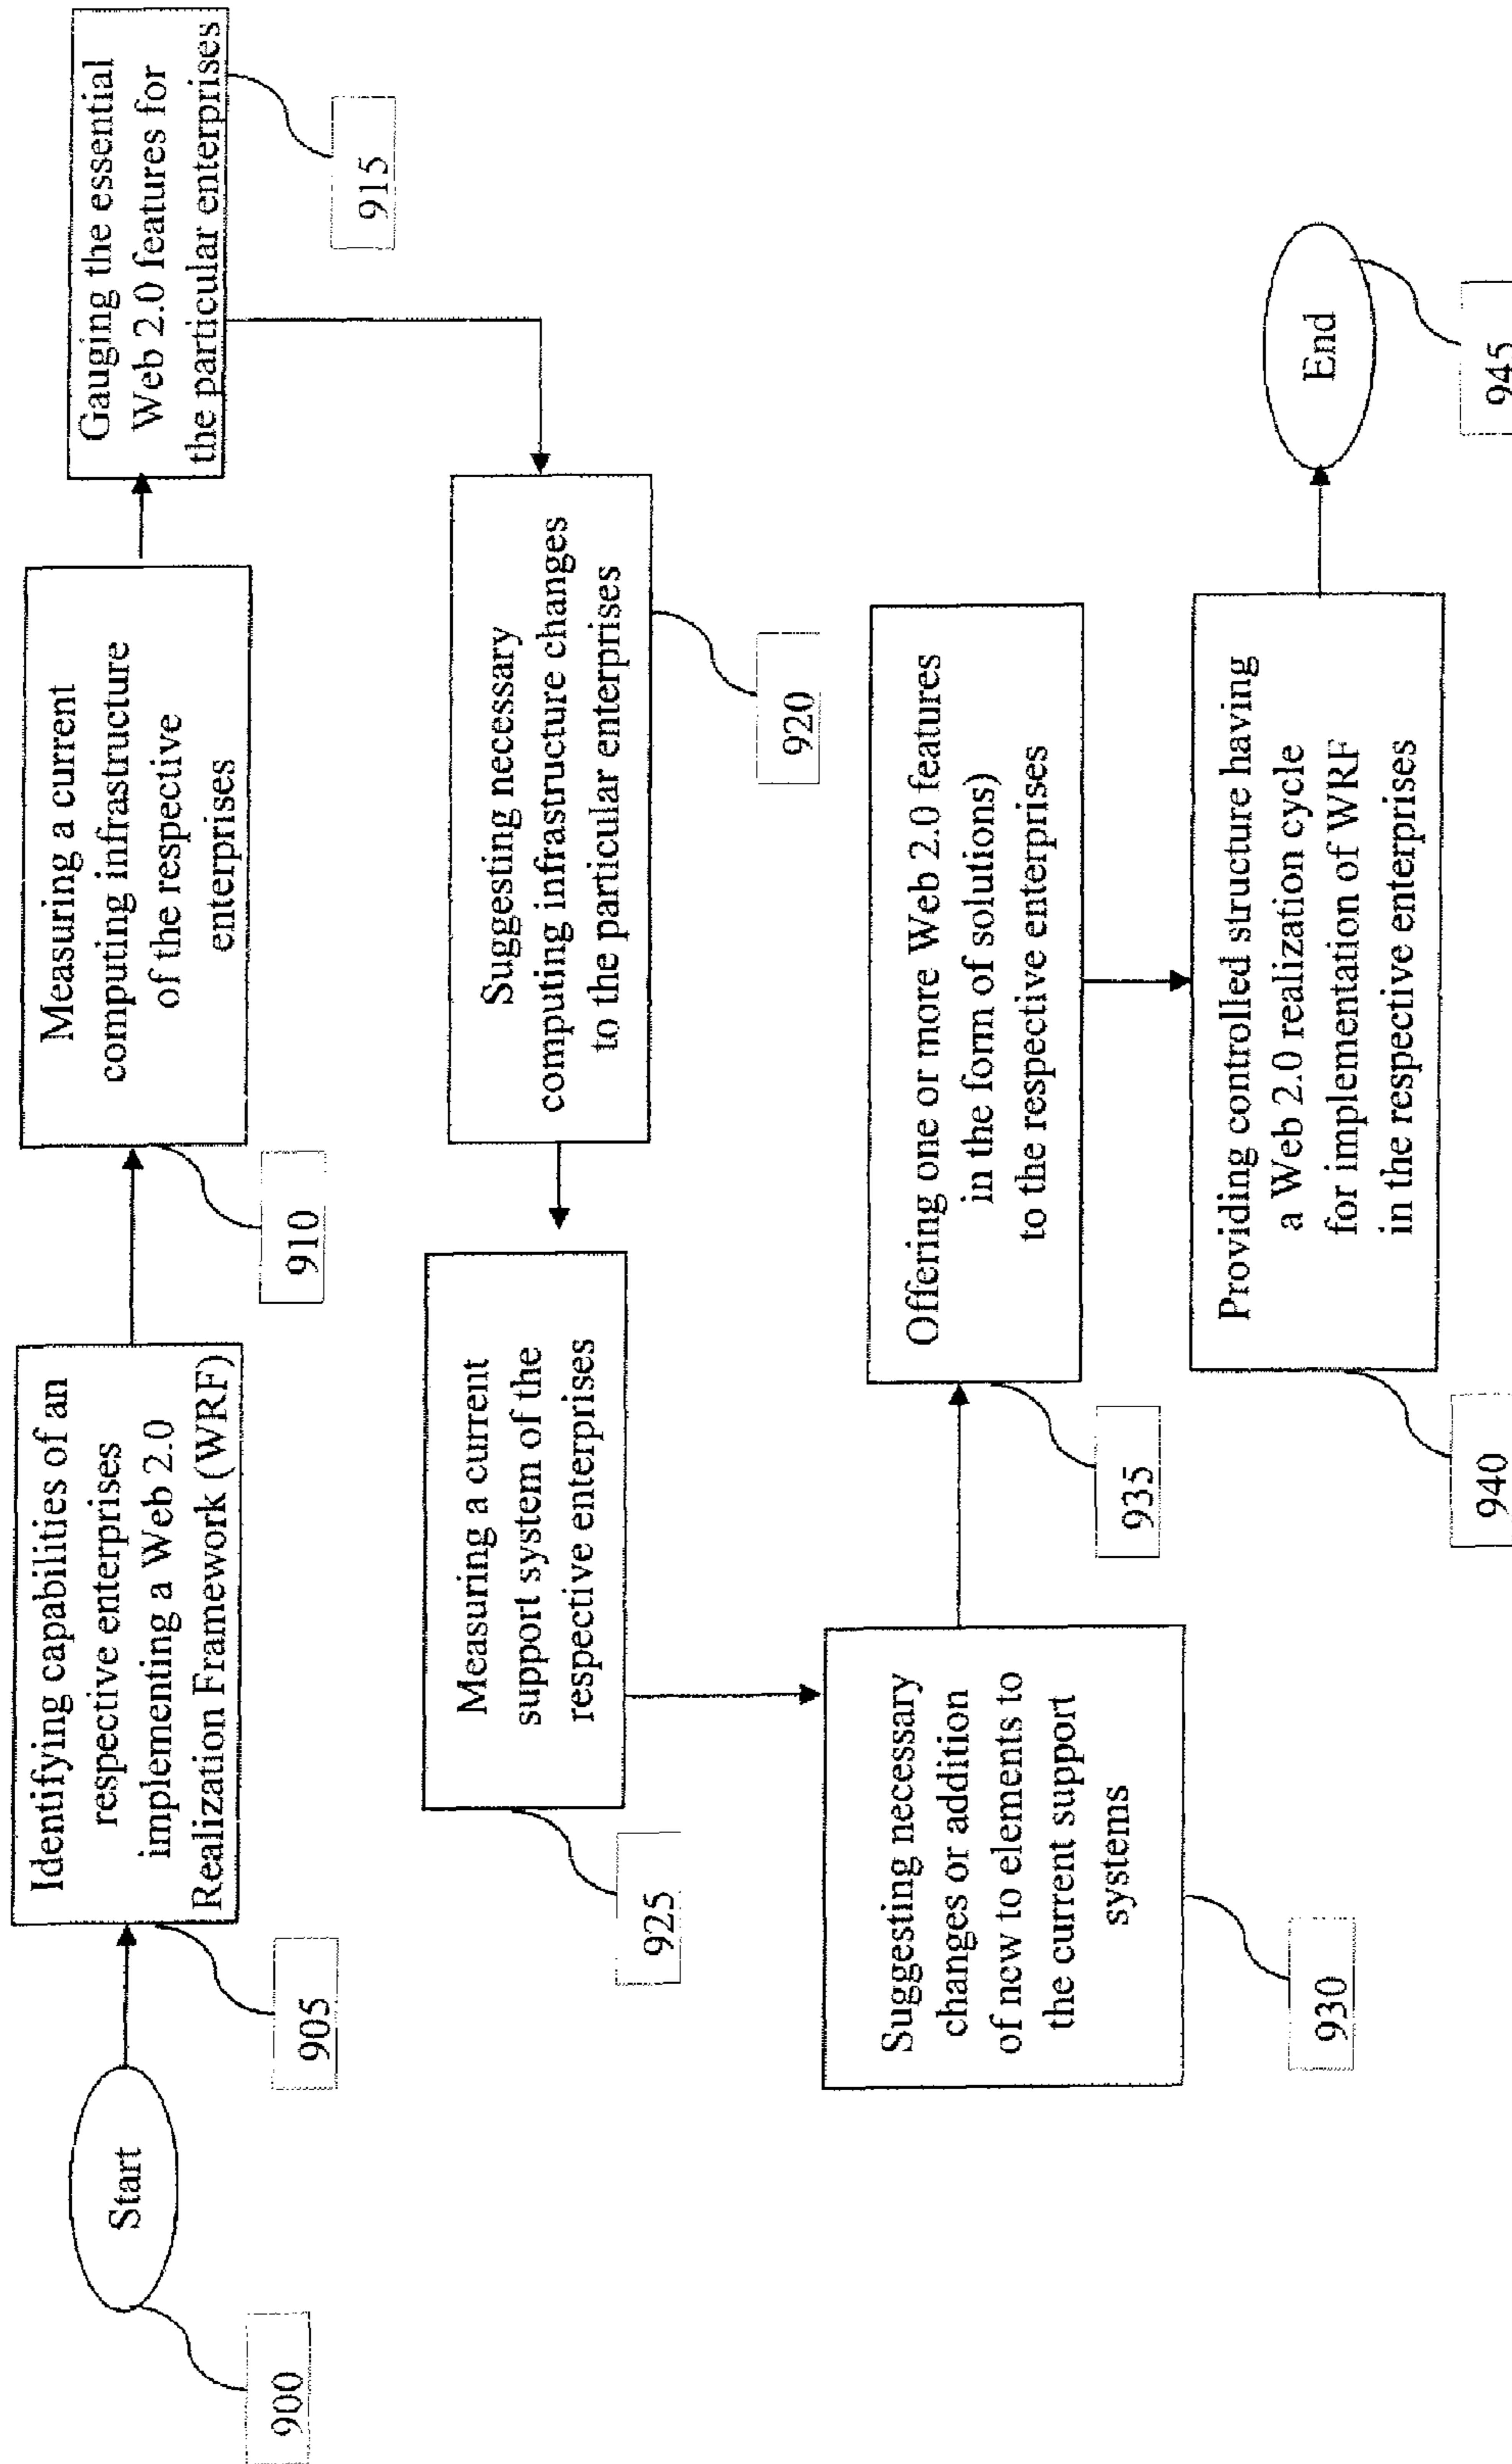 Start
900
Identifying capabilities of an
respective enterprises
implementing a Web 2.0
Realization Framework (WRF)
905
Measuring a current
computing infrastructure
of the respective
enterprises
910
Gauging the essential
Web 2.0 features for
the particular enterprises
915
Suggesting necessary
computing infrastructure changes
to the particular enterprises
920
Measuring a current
support system of the
respective enterprises
925
Suggesting necessary
changes or addition
of new to elements to
the current support
systems
930
Offering one or more Web 2.0 features
in the form of solutions)
to the respective enterprises
935
Providing controlled structure having
a Web 2.0 realization cycle
for implementation of WRF
in the respective enterprises
940
End
945